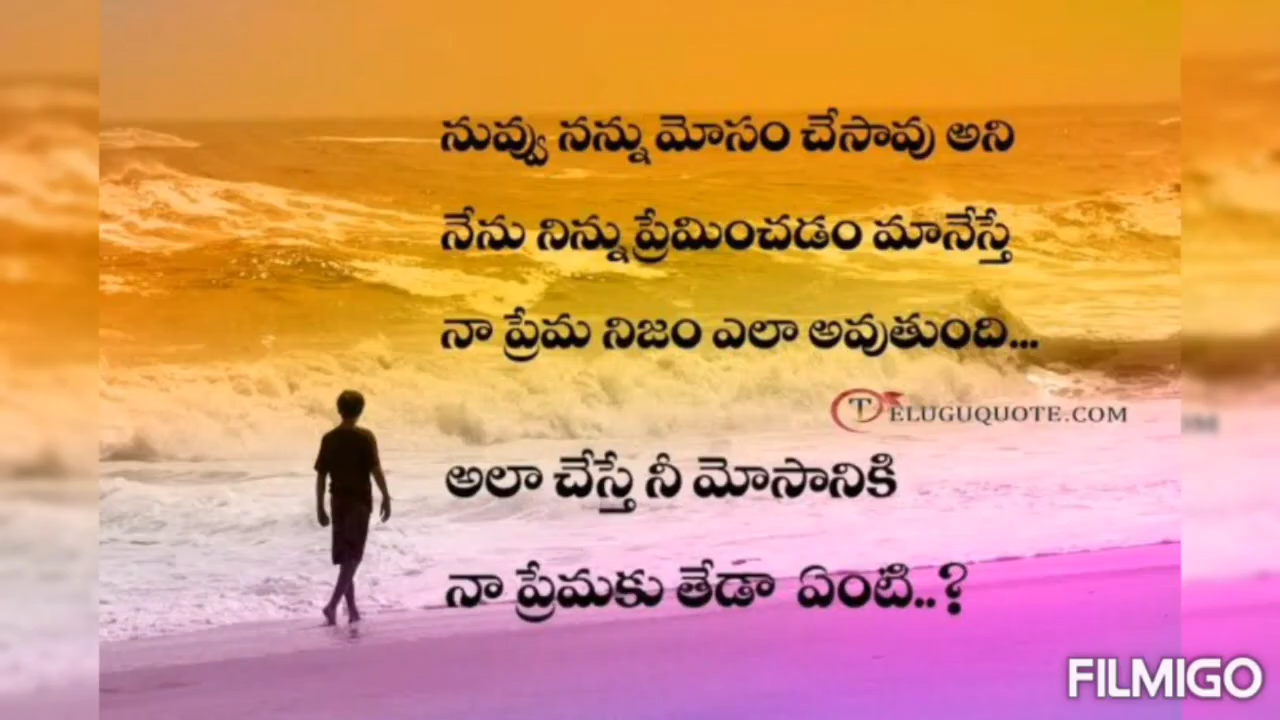 నువ్వు నన్ను మోసం చేసావు అని
నేను నిన్ను ప్రేమించడం మానేస్తే
నా ప్రేమ నిజం ఎలా అవుతుంది...
TELUGUQUOTE.COM
అలా చేస్తే నీ మోసానికి
నా ప్రేమకు తేడా ఏంటి..?
FILMIGO